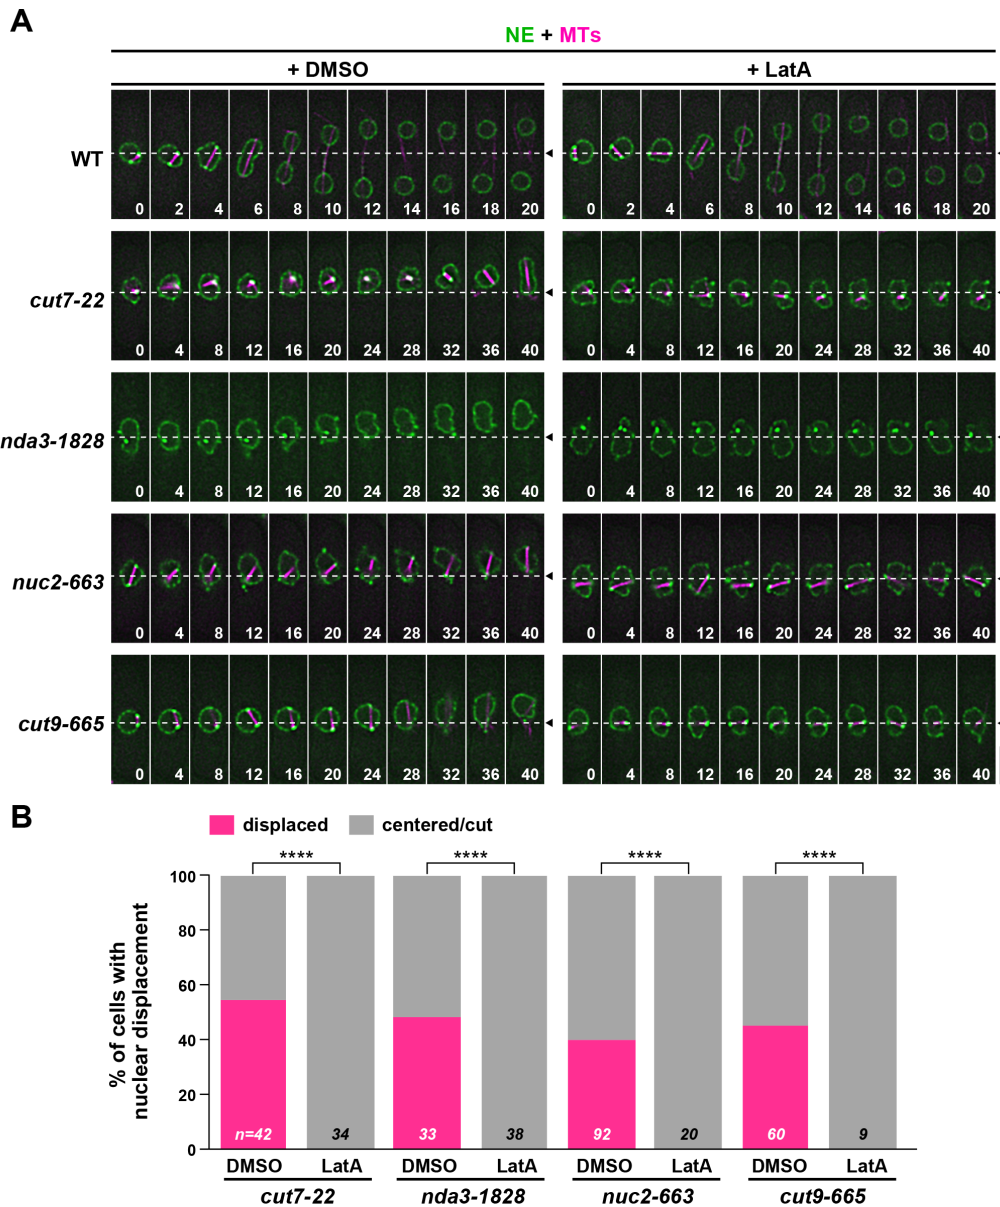 A
NE + MTs
+ DMSO
+ LatA
WT
0 2 4 6 8 10 12 14 16 18 20
0 2 4 6 8 10 12 14 16 18 20
cut7-22
0 4 8 12 16 20 24 28 32 36 40
0 4 8 12 16 20 24 28 32 36 40
nda3-1828
0 4 8 12 16 20 24 28 32 36 40
0 4 8 12 16 20 24 28 32 36 40
nuc2-663
0 4 8 12 16 20 24 28 32 36 40
0 4 8 12 16 20 24 28 32 36 40
cut9-665
0 4 8 12 16 20 24 28 32 36 40
0 4 8 12 16 20 24 28 32 36 40
B
displaced
centered/cut
**** **** **** ****
% of cells with
nuclear displacement
100
80
60
40
20
0
n=42 34 33 38 92 20 60 9
DMSO LatA DMSO LatA DMSO LatA DMSO LatA
cut7-22 nda3-1828 nuc2-663 cut9-665